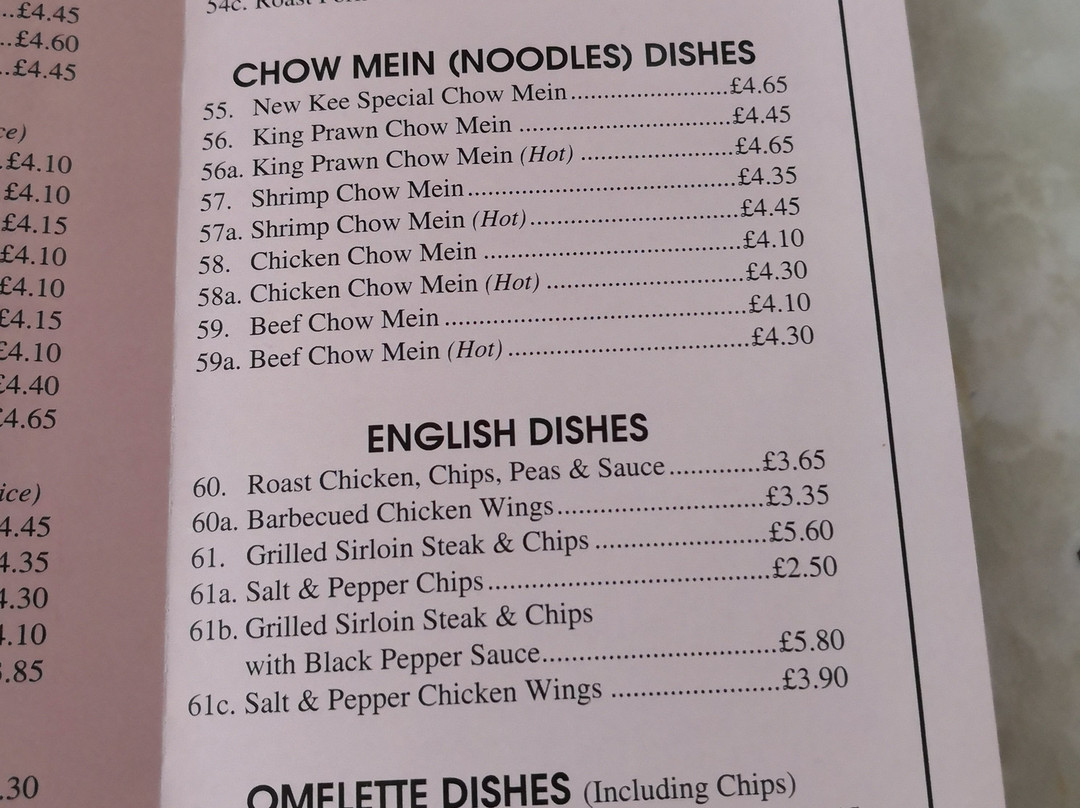 ..£4.45
..£4.60
..£4.45
ce)
.£4.10
£4.10
£4.15
£4.10
£4.10
£4.15
£4.10
£4.40
£4.65
ice)
4.45
4.35
4.30
4.10
.85
.30
54c. Roast
CHOW MEIN (NOODLES) DISHES
55. New Kee Special Chow Mein.......................£4.65
56. King Prawn Chow Mein ...............................£4.45
56a. King Prawn Chow Mein (Hot) ......................£4.65
57. Shrimp Chow Mein.......................................£4.35
57a. Shrimp Chow Mein (Hot)..............................£4.45
58. Chicken Chow Mein .....................................£4.10
58a. Chicken Chow Mein (Hot) ............................£4.30
59. Beef Chow Mein ...........................................£4.10
59a. Beef Chow Mein (Hot)..................................£4.30
ENGLISH DISHES
60. Roast Chicken, Chips, Peas & Sauce.............£3.65
60a. Barbecued Chicken Wings.............................£3.35
61. Grilled Sirloin Steak & Chips ........................£5.60
61a. Salt & Pepper Chips.......................................£2.50
61b. Grilled Sirloin Steak & Chips
with Black Pepper Sauce................................£5.80
61c. Salt & Pepper Chicken Wings .......................£3.90
OMELETTE DISHES (Including Chips)